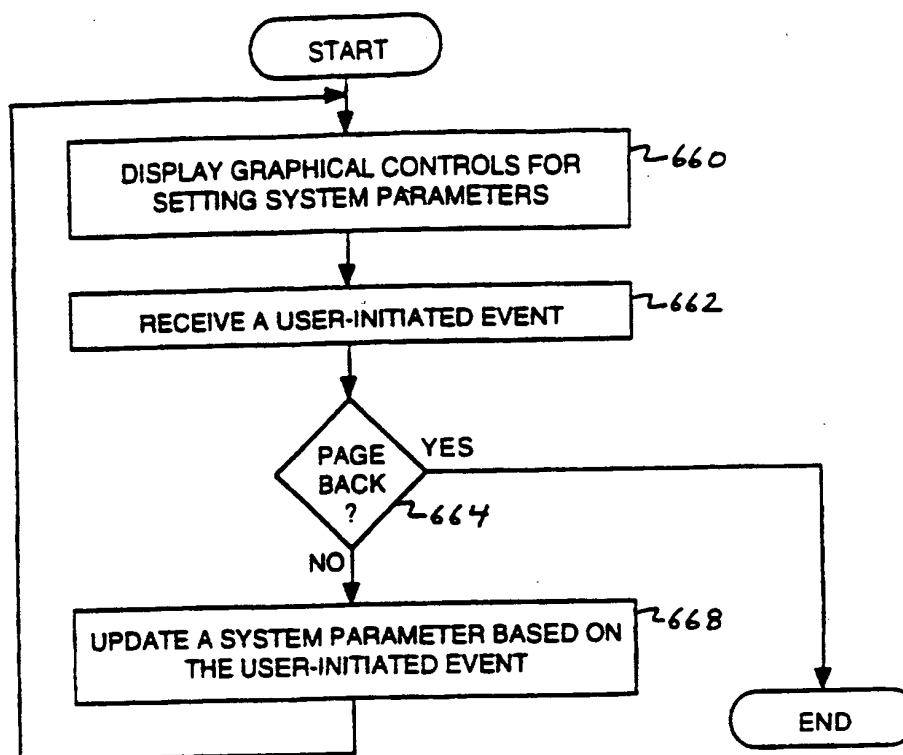 START
DISPLAY GRAPHICAL CONTROLS FOR
SETTING SYSTEM PARAMETERS
660
RECEIVE A USER-INITIATED EVENT
662
PAGE
BACK
?
YES
664
NO
UPDATE A SYSTEM PARAMETER BASED ON
THE USER-INITIATED EVENT
668
END